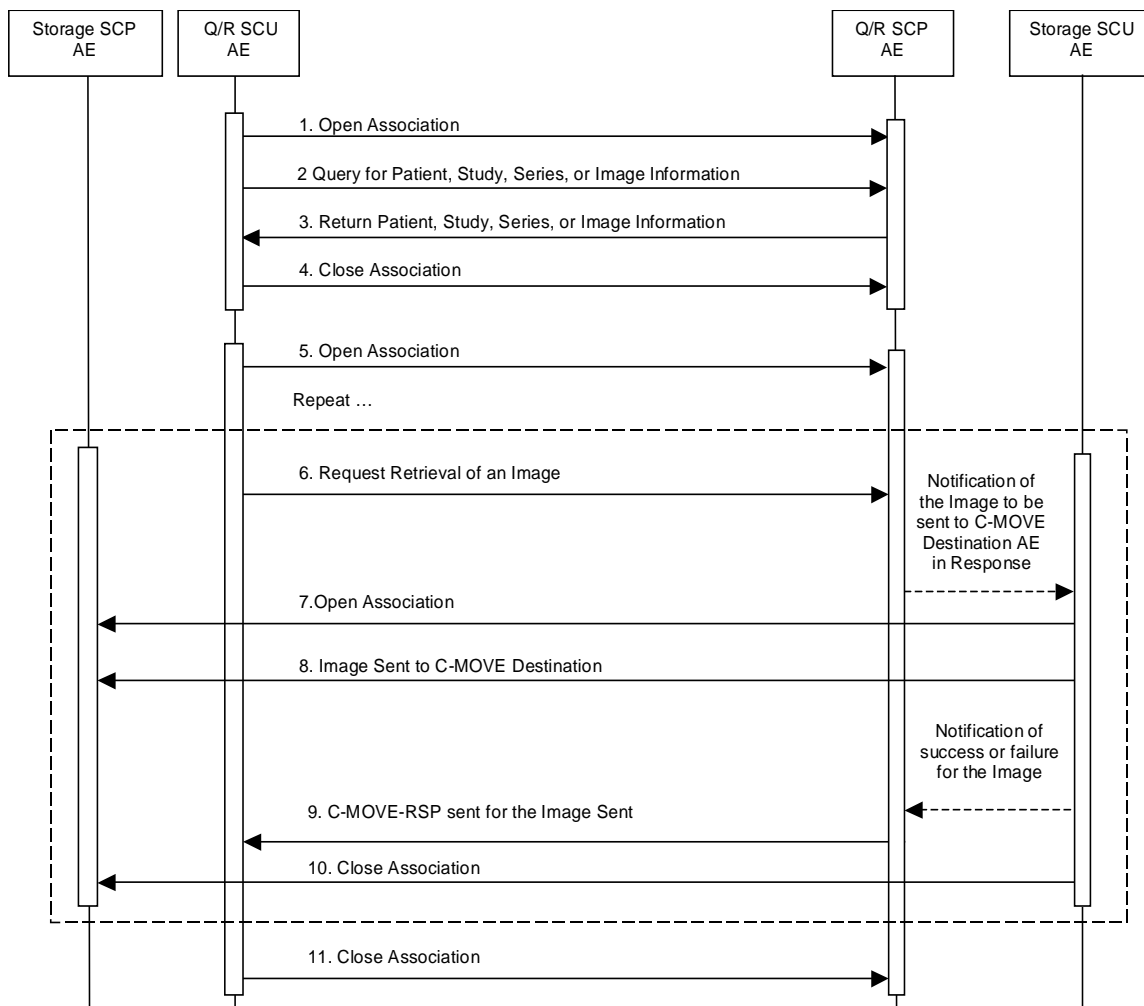 Storage SCP
AE
Q/R SCU
AE
Q/R SCP
AE
Storage SCU
AE
1. Open Association
2 Query for Patient, Study, Series, or Image Information
3. Return Patient, Study, Series, or Image Information
4. Close Association
5. Open Association
Repeat …
6. Request Retrieval of an Image
Notification of
the Image to be
sent to C-MOVE
Destination AE
in Response
7.Open Association
8. Image Sent to C-MOVE Destination
Notification of
success or failure
for the Image
9. C-MOVE-RSP sent for the Image Sent
10. Close Association
11. Close Association